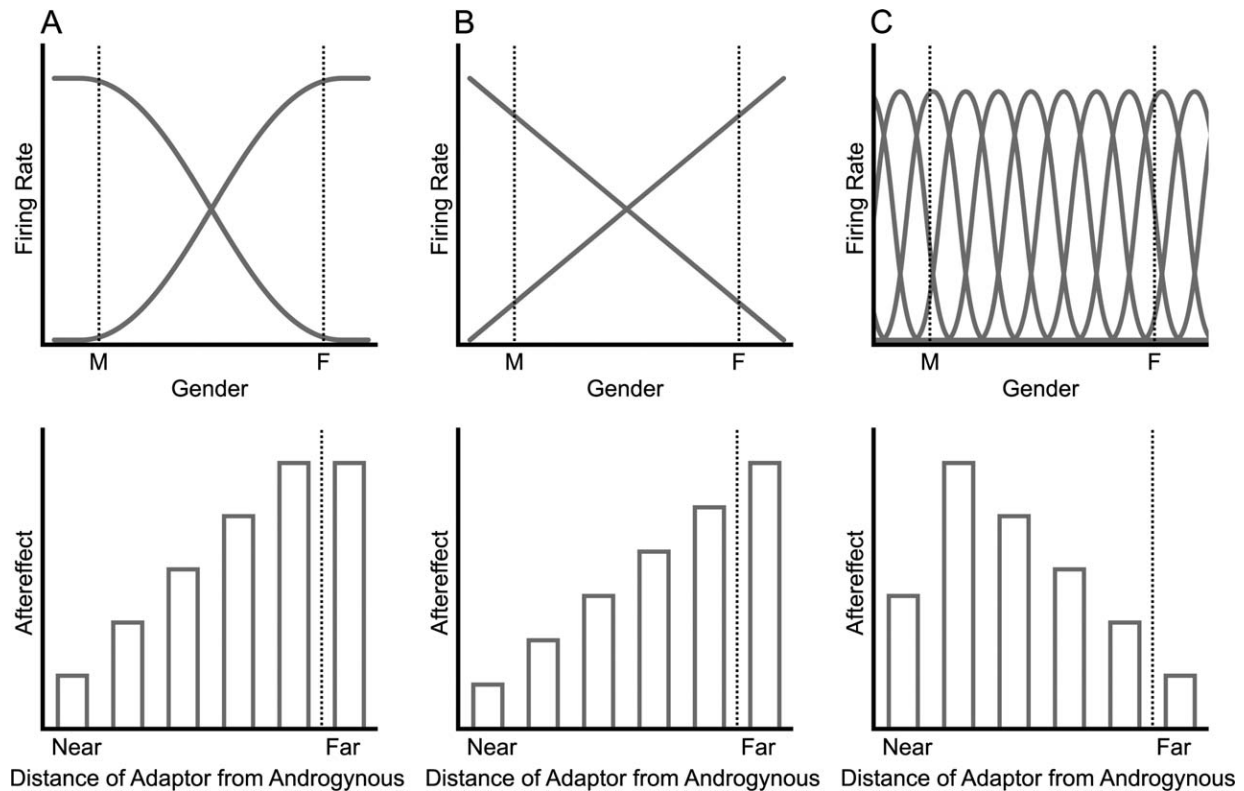 A
B
C
Firing Rate
M
F
Gender
Firing Rate
M
F
Gender
Firing Rate
M
F
Gender
Aftereffect
Near
Far
Distance of Adaptor from Androgynous
Aftereffect
Near
Far
Distance of Adaptor from Androgynous
Aftereffect
Near
Far
Distance of Adaptor from Androgynous